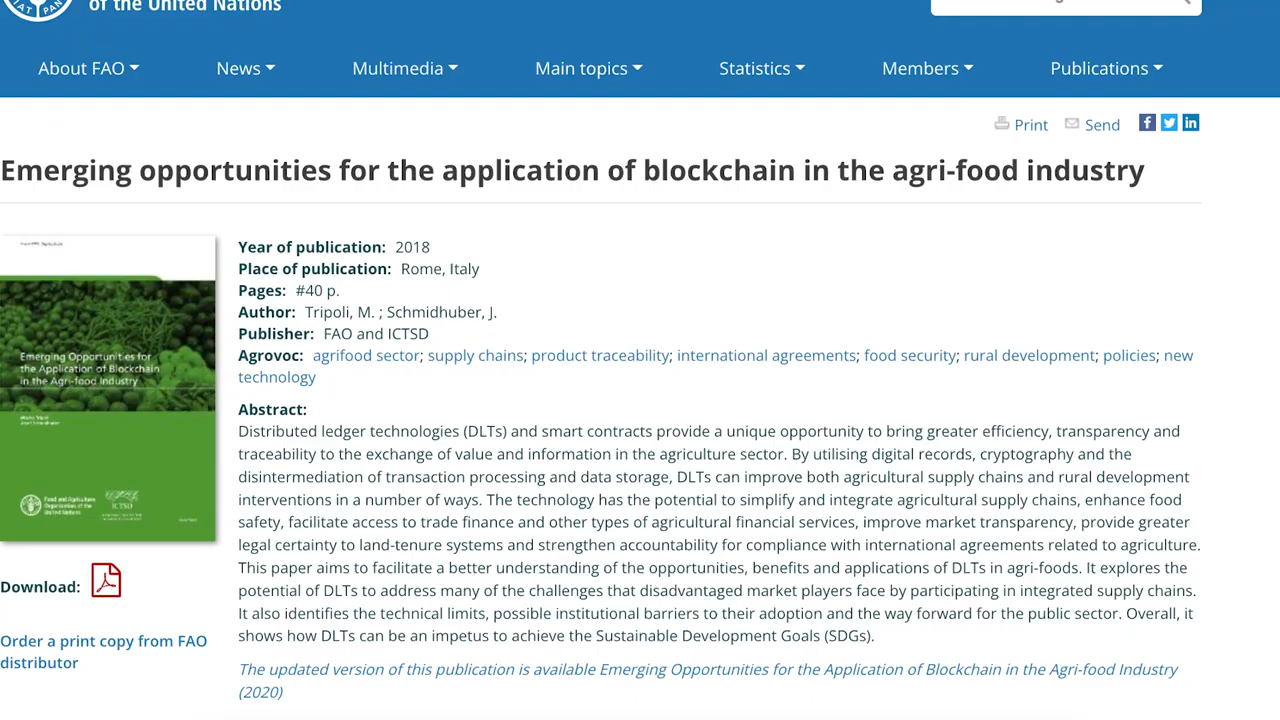 of the United Nations
About FAO
News
Multimedia
Main topics
Statistics
Members
Publications
Print
Send
Emerging opportunities for the application of blockchain in the agri-food industry
Emerging Opportunities for
the Application of Blockchain
in the Agri-food Industry
Food and Agriculture
Organization of the
United Nations
ICTSD
Year of publication: 2018
Place of publication: Rome, Italy
Pages: #40 p.
Author: Tripoli, M. ; Schmidhuber, J.
Publisher: FAO and ICTSD
Agrovoc: agrifood sector; supply chains; product traceability; international agreements; food security; rural development; policies; new
technology
Abstract:
Distributed ledger technologies (DLTs) and smart contracts provide a unique opportunity to bring greater efficiency, transparency and
traceability to the exchange of value and information in the agriculture sector. By utilising digital records, cryptography and the
disintermediation of transaction processing and data storage, DLTs can improve both agricultural supply chains and rural development
interventions in a number of ways. The technology has the potential to simplify and integrate agricultural supply chains, enhance food
safety, facilitate access to trade finance and other types of agricultural financial services, improve market transparency, provide greater
legal certainty to land-tenure systems and strengthen accountability for compliance with international agreements related to agriculture.
This paper aims to facilitate a better understanding of the opportunities, benefits and applications of DLTs in agri-foods. It explores the
potential of DLTs to address many of the challenges that disadvantaged market players face by participating in integrated supply chains.
It also identifies the technical limits, possible institutional barriers to their adoption and the way forward for the public sector. Overall, it
shows how DLTs can be an impetus to achieve the Sustainable Development Goals (SDGs).
The updated version of this publication is available Emerging Opportunities for the Application of Blockchain in the Agri-food Industry
(2020)
Download:
Order a print copy from FAO
distributor